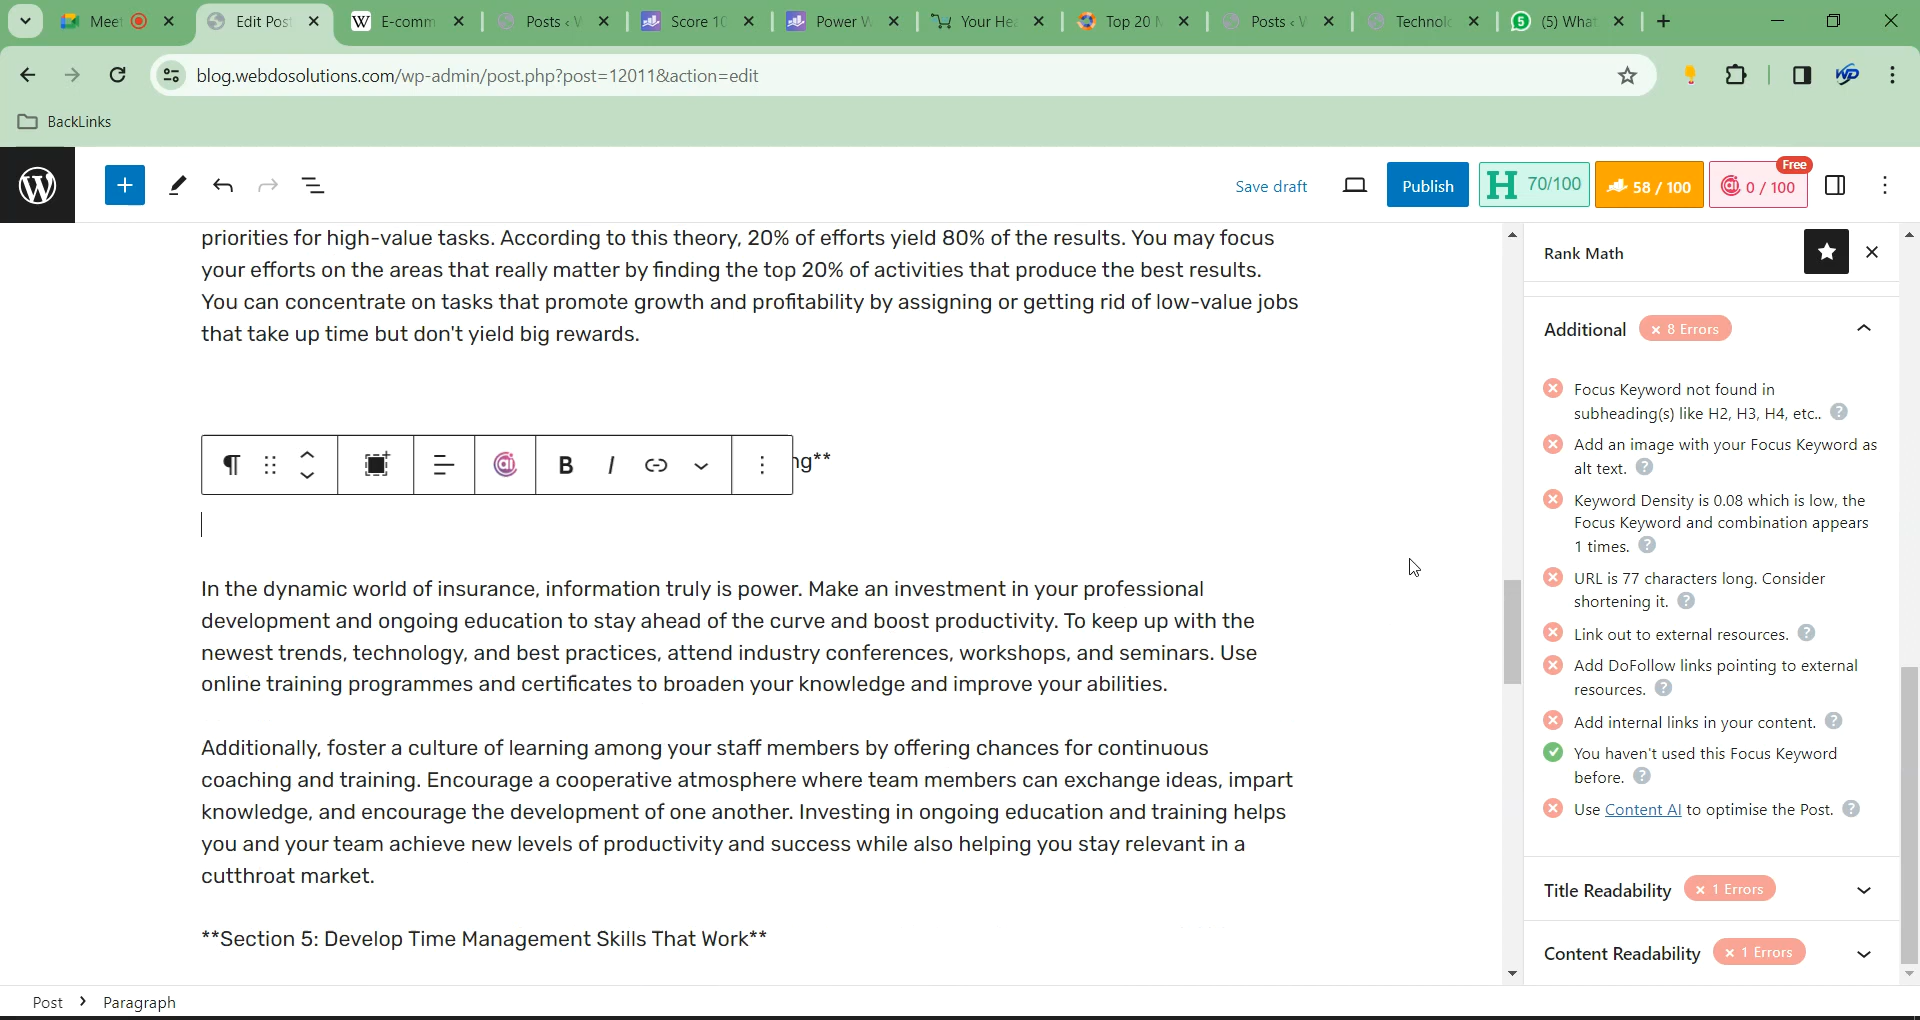 Meet
Edit Pos
E-comm
Posts
Score 10
Power W
Your He
Top 20
Posts
Technol
(5) What
blog.webdosolutions.com/wp-admin/post.php?post=12011&action=edit
BackLinks
Save draft
Publish
H 70/100
58 / 100
0 / 100
Free
priorities for high-value tasks. According to this theory, 20% of efforts yield 80% of the results. You may focus
your efforts on the areas that really matter by finding the top 20% of activities that produce the best results.
You can concentrate on tasks that promote growth and profitability by assigning or getting rid of low-value jobs
that take up time but don't yield big rewards.
ng**
In the dynamic world of insurance, information truly is power. Make an investment in your professional
development and ongoing education to stay ahead of the curve and boost productivity. To keep up with the
newest trends, technology, and best practices, attend industry conferences, workshops, and seminars. Use
online training programmes and certificates to broaden your knowledge and improve your abilities.
Additionally, foster a culture of learning among your staff members by offering chances for continuous
coaching and training. Encourage a cooperative atmosphere where team members can exchange ideas, impart
knowledge, and encourage the development of one another. Investing in ongoing education and training helps
you and your team achieve new levels of productivity and success while also helping you stay relevant in a
cutthroat market.
**Section 5: Develop Time Management Skills That Work**
Rank Math
Additional × 8 Errors
Focus Keyword not found in
subheading(s) like H2, H3, H4, etc..
Add an image with your Focus Keyword as
alt text.
Keyword Density is 0.08 which is low, the
Focus Keyword and combination appears
1 times.
URL is 77 characters long. Consider
shortening it.
Link out to external resources.
Add DoFollow links pointing to external
resources.
Add internal links in your content.
You haven't used this Focus Keyword
before.
Use Content AI to optimise the Post.
Title Readability × 1 Errors
Content Readability × 1 Errors
Post > Paragraph